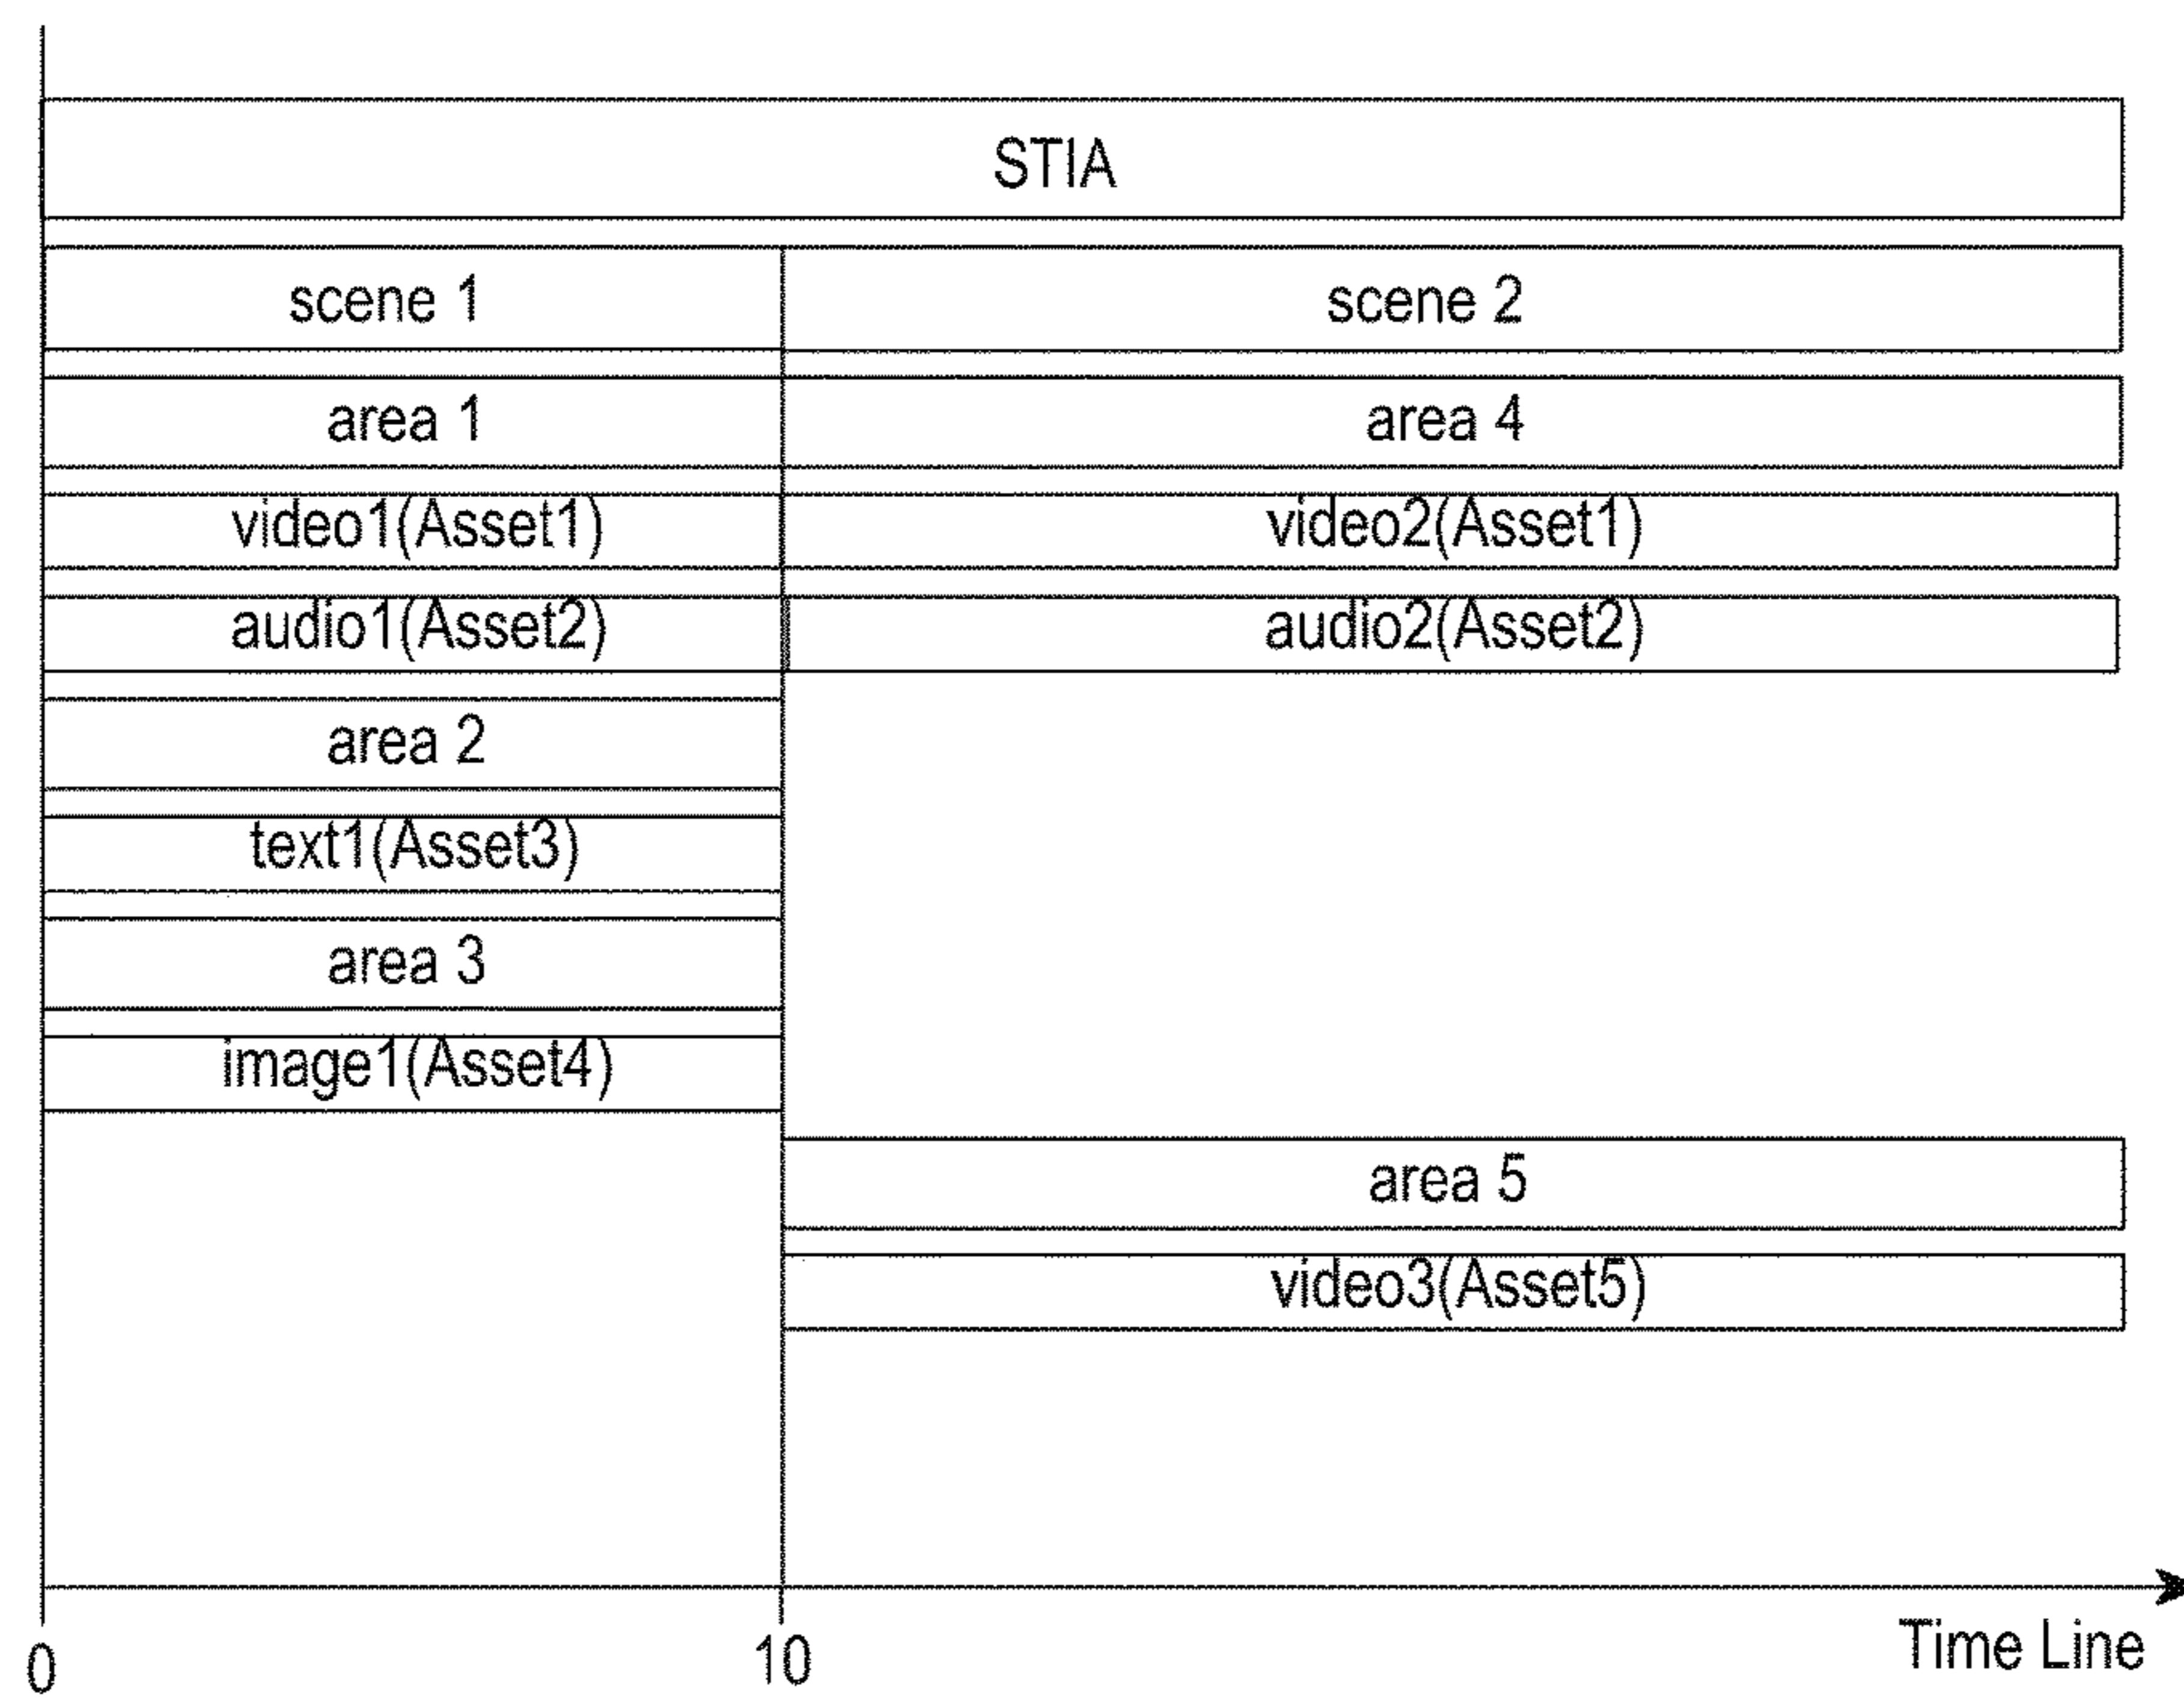 STIA
scene 1
scene 2
area 1
area 4
video1(Asset1)
video2(Asset1)
audio1(Asset2)
audio2(Asset2)
area 2
text1(Asset3)
area 3
image1(Asset4)
area 5
video3(Asset5)
0
10
Time Line